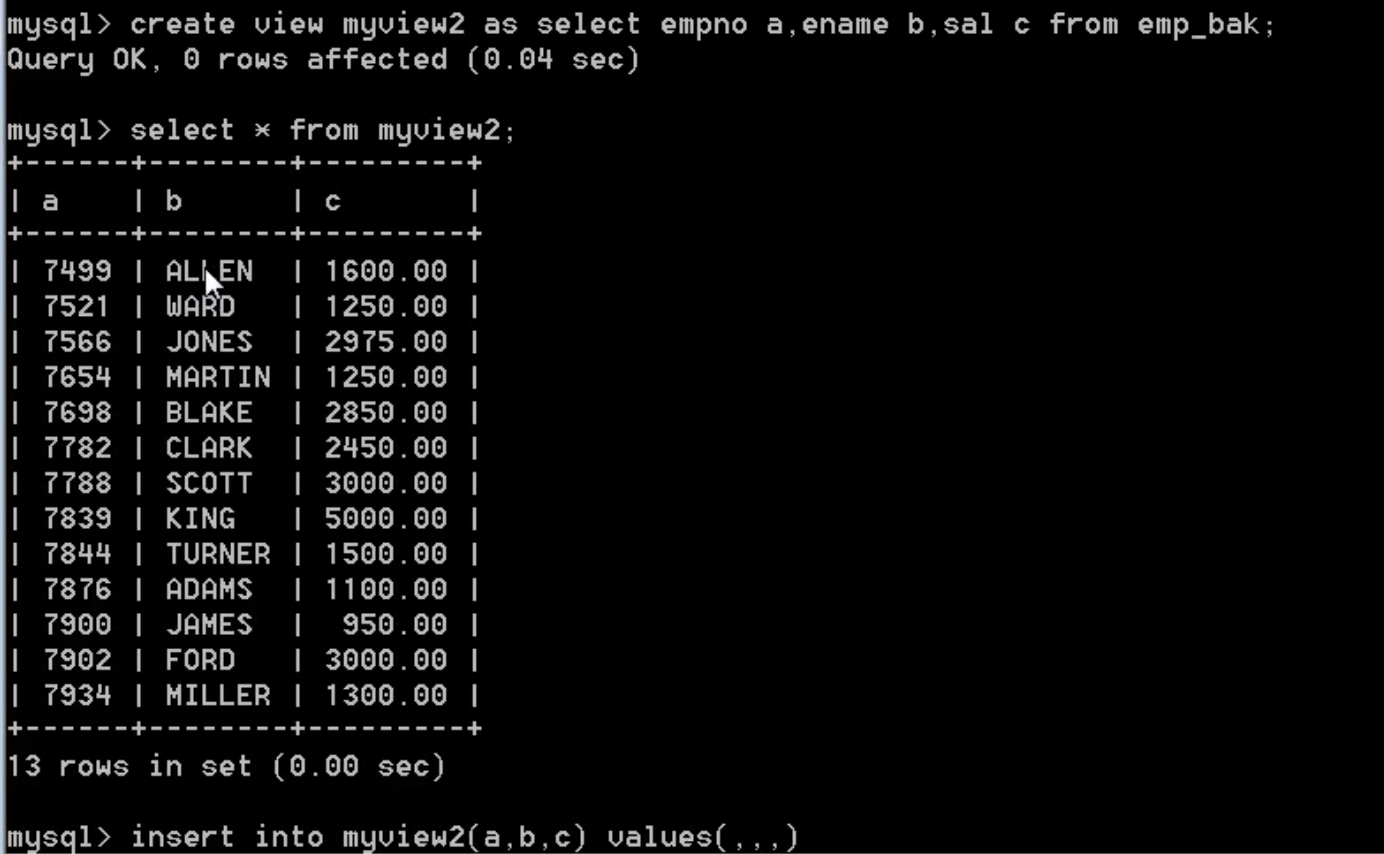 mysql> create view myview2 as select empno a,ename b,sal c from emp_bak;
Query OK, 0 rows affected (0.04 sec)
mysql> select * from myview2;
+------+--------+---------+
| a    | b      | c       |
+------+--------+---------+
| 7499 | ALLEN  | 1600.00 |
| 7521 | WARD   | 1250.00 |
| 7566 | JONES  | 2975.00 |
| 7654 | MARTIN | 1250.00 |
| 7698 | BLAKE  | 2850.00 |
| 7782 | CLARK  | 2450.00 |
| 7788 | SCOTT  | 3000.00 |
| 7839 | KING   | 5000.00 |
| 7844 | TURNER | 1500.00 |
| 7876 | ADAMS  | 1100.00 |
| 7900 | JAMES  |  950.00 |
| 7902 | FORD   | 3000.00 |
| 7934 | MILLER | 1300.00 |
+------+--------+---------+
13 rows in set (0.00 sec)
mysql> insert into myview2(a,b,c) values(,,,)